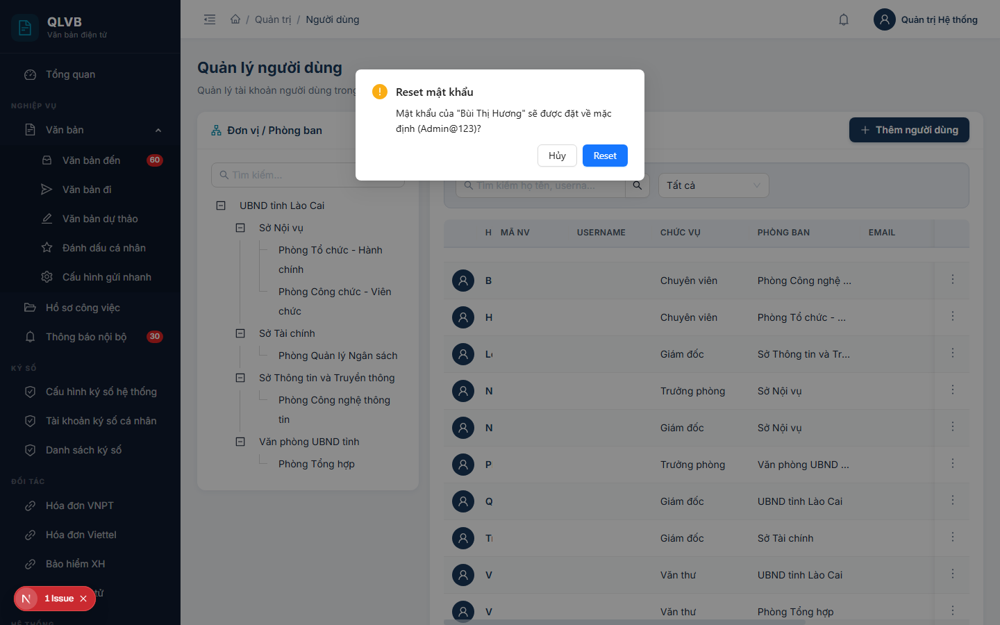 QLVB
Văn bản điện tử
Tổng quan
NGHIỆP VỤ
Văn bản
Văn bản đến 60
Văn bản đi
Văn bản dự thảo
Đánh dấu cá nhân
Cấu hình gửi nhanh
Hồ sơ công việc
Thông báo nội bộ 30
KÝ SỐ
Cấu hình ký số hệ thống
Tài khoản ký số cá nhân
Danh sách ký số
ĐỐI TÁC
Hóa đơn VNPT
Hóa đơn Viettel
Bảo hiểm XH
tử
N 1 Issue
HỆ THỐNG
/ Quản trị / Người dùng
Quản trị Hệ thống
Quản lý người dùng
Quản lý tài khoản người dùng trong
Reset mật khẩu
Mật khẩu của "Bùi Thị Hương" sẽ được đặt về mặc
định (Admin@123)?
Hủy Reset
Đơn vị / Phòng ban
Tìm kiếm...
UBND tỉnh Lào Cai
Sở Nội vụ
Phòng Tổ chức - Hành
chính
Phòng Công chức - Viên
chức
Sở Tài chính
Phòng Quản lý Ngân sách
Sở Thông tin và Truyền thông
Phòng Công nghệ thông
tin
Văn phòng UBND tỉnh
Phòng Tổng hợp
Thêm người dùng
Tìm kiếm họ tên, userna...
Tất cả
H MÃ NV USERNAME CHỨC VỤ PHÒNG BAN EMAIL
B Chuyên viên Phòng Công nghệ ...
H Chuyên viên Phòng Tổ chức - ...
L Giám đốc Sở Thông tin và Tr...
N Trưởng phòng Sở Nội vụ
N Giám đốc Sở Nội vụ
P Trưởng phòng Văn phòng UBND ...
Q Giám đốc UBND tỉnh Lào Cai
T Giám đốc Sở Tài chính
V Văn thư UBND tỉnh Lào Cai
V Văn thư Phòng Tổng hợp